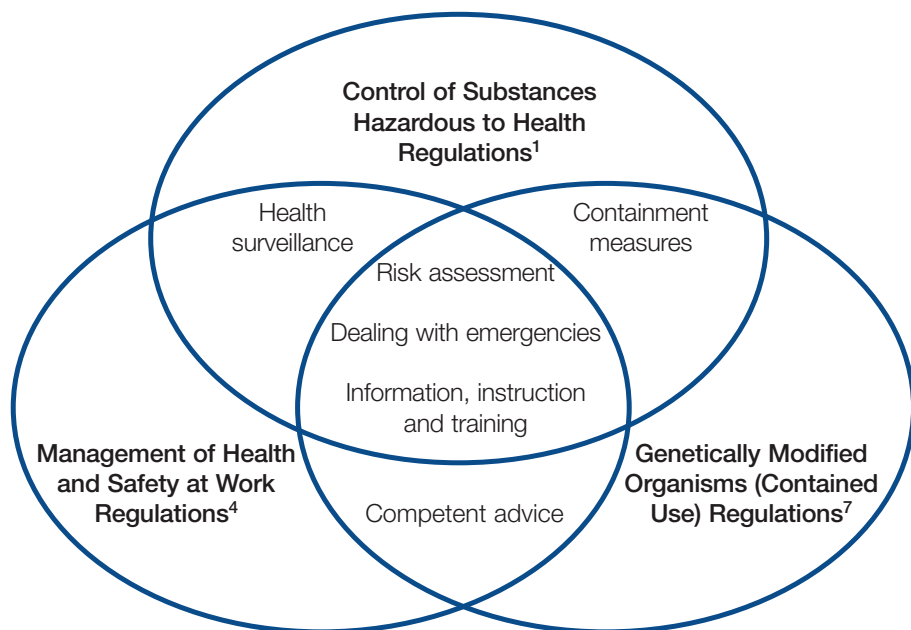 Control of Substances
Hazardous to Health
Regulations¹
Health
surveillance
Containment
measures
Risk assessment
Dealing with emergencies
Information, instruction
and training
Management of Health
and Safety at Work
Regulations⁴
Genetically Modified
Organisms (Contained
Use) Regulations⁷
Competent advice